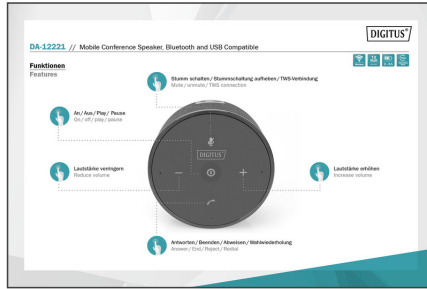 DIGITUS®
DA-12221 // Mobile Conference Speaker, Bluetooth and USB Compatible
Funktionen
Features
Stumm schalten / Stummschaltung aufheben / TWS-Verbindung
Mute / unmute / TWS connection
An / Aus / Play / Pause
On / off / play / pause
DIGITUS
Lautstärke verringern
Reduce volume
Lautstärke erhöhen
Increase volume
Antworten / Beenden / Abweisen / Wahlwiederholung
Answer / End / Reject / Redial